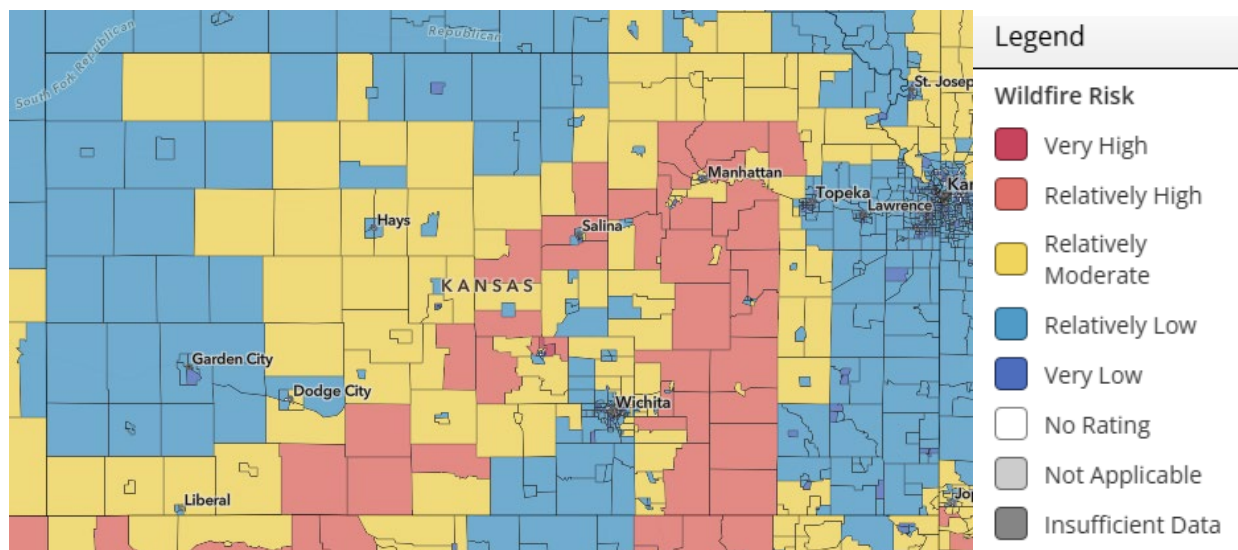 South Fork Republican
Republican
St. Josep
Manhattan
Topeka
Kan
Lawrence
Hays
Salina
KANSAS
Garden City
Dodge City
Wichita
Liberal
Jop
Legend
Wildfire Risk
Very High
Relatively High
Relatively
Moderate
Relatively Low
Very Low
No Rating
Not Applicable
Insufficient Data